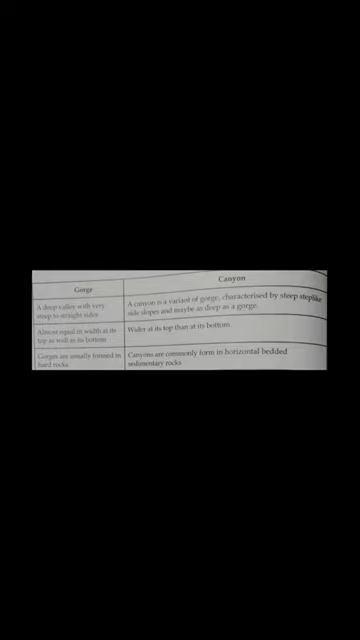 Gorge
Canyon
A deep valley with very
steep to straight sides
A canyon is a variant of gorge, characterised by steep steplike
side slopes and maybe as deep as a gorge.
Almost equal in width at its
top as well as its bottom
Wider at its top than at its bottom
Gorges are usually formed in
hard rocks
Canyons are commonly form in horizontal bedded
sedimentary rocks